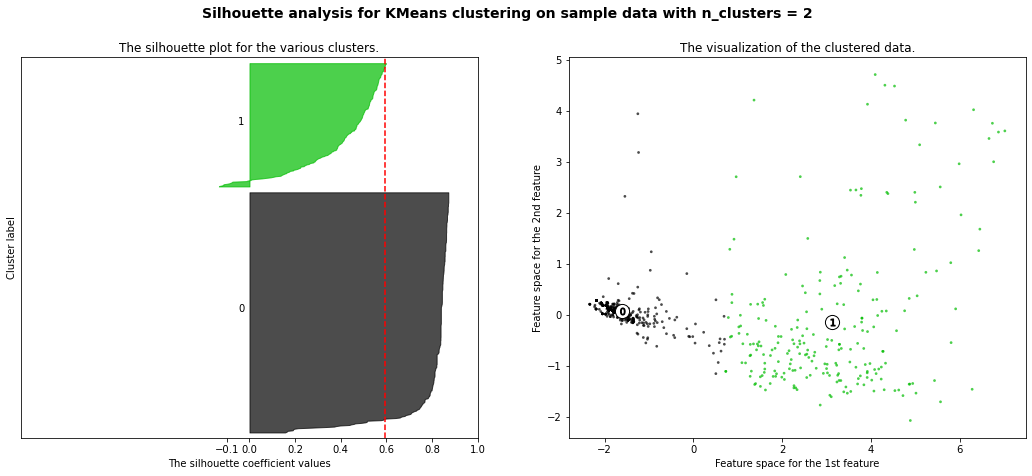 Silhouette analysis for KMeans clustering on sample data with n_clusters = 2
The silhouette plot for the various clusters.
1
0
Cluster label
−0.1 0.0 0.2 0.4 0.6 0.8 1.0
The silhouette coefficient values
The visualization of the clustered data.
5
4
3
2
1
0
−1
−2
Feature space for the 2nd feature
0
1
−2 0 2 4 6
Feature space for the 1st feature